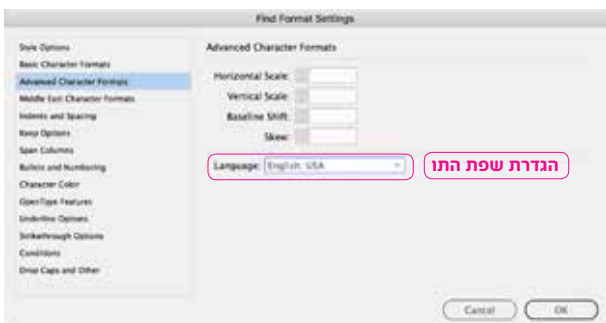 Find Format Settings
Style Options
Basic Character Formats
Advanced Character Formats
Middle East Character Formats
Indents and Spacing
Keep Options
Span Columns
Bullets and Numbering
Character Color
OpenType Features
Underline Options
Strikethrough Options
Conditions
Drop Caps and Other
Advanced Character Formats
Horizontal Scale:
Vertical Scale:
Baseline Shift:
Skew:
Language: English: USA
הגדרת שפת התו
Cancel
OK